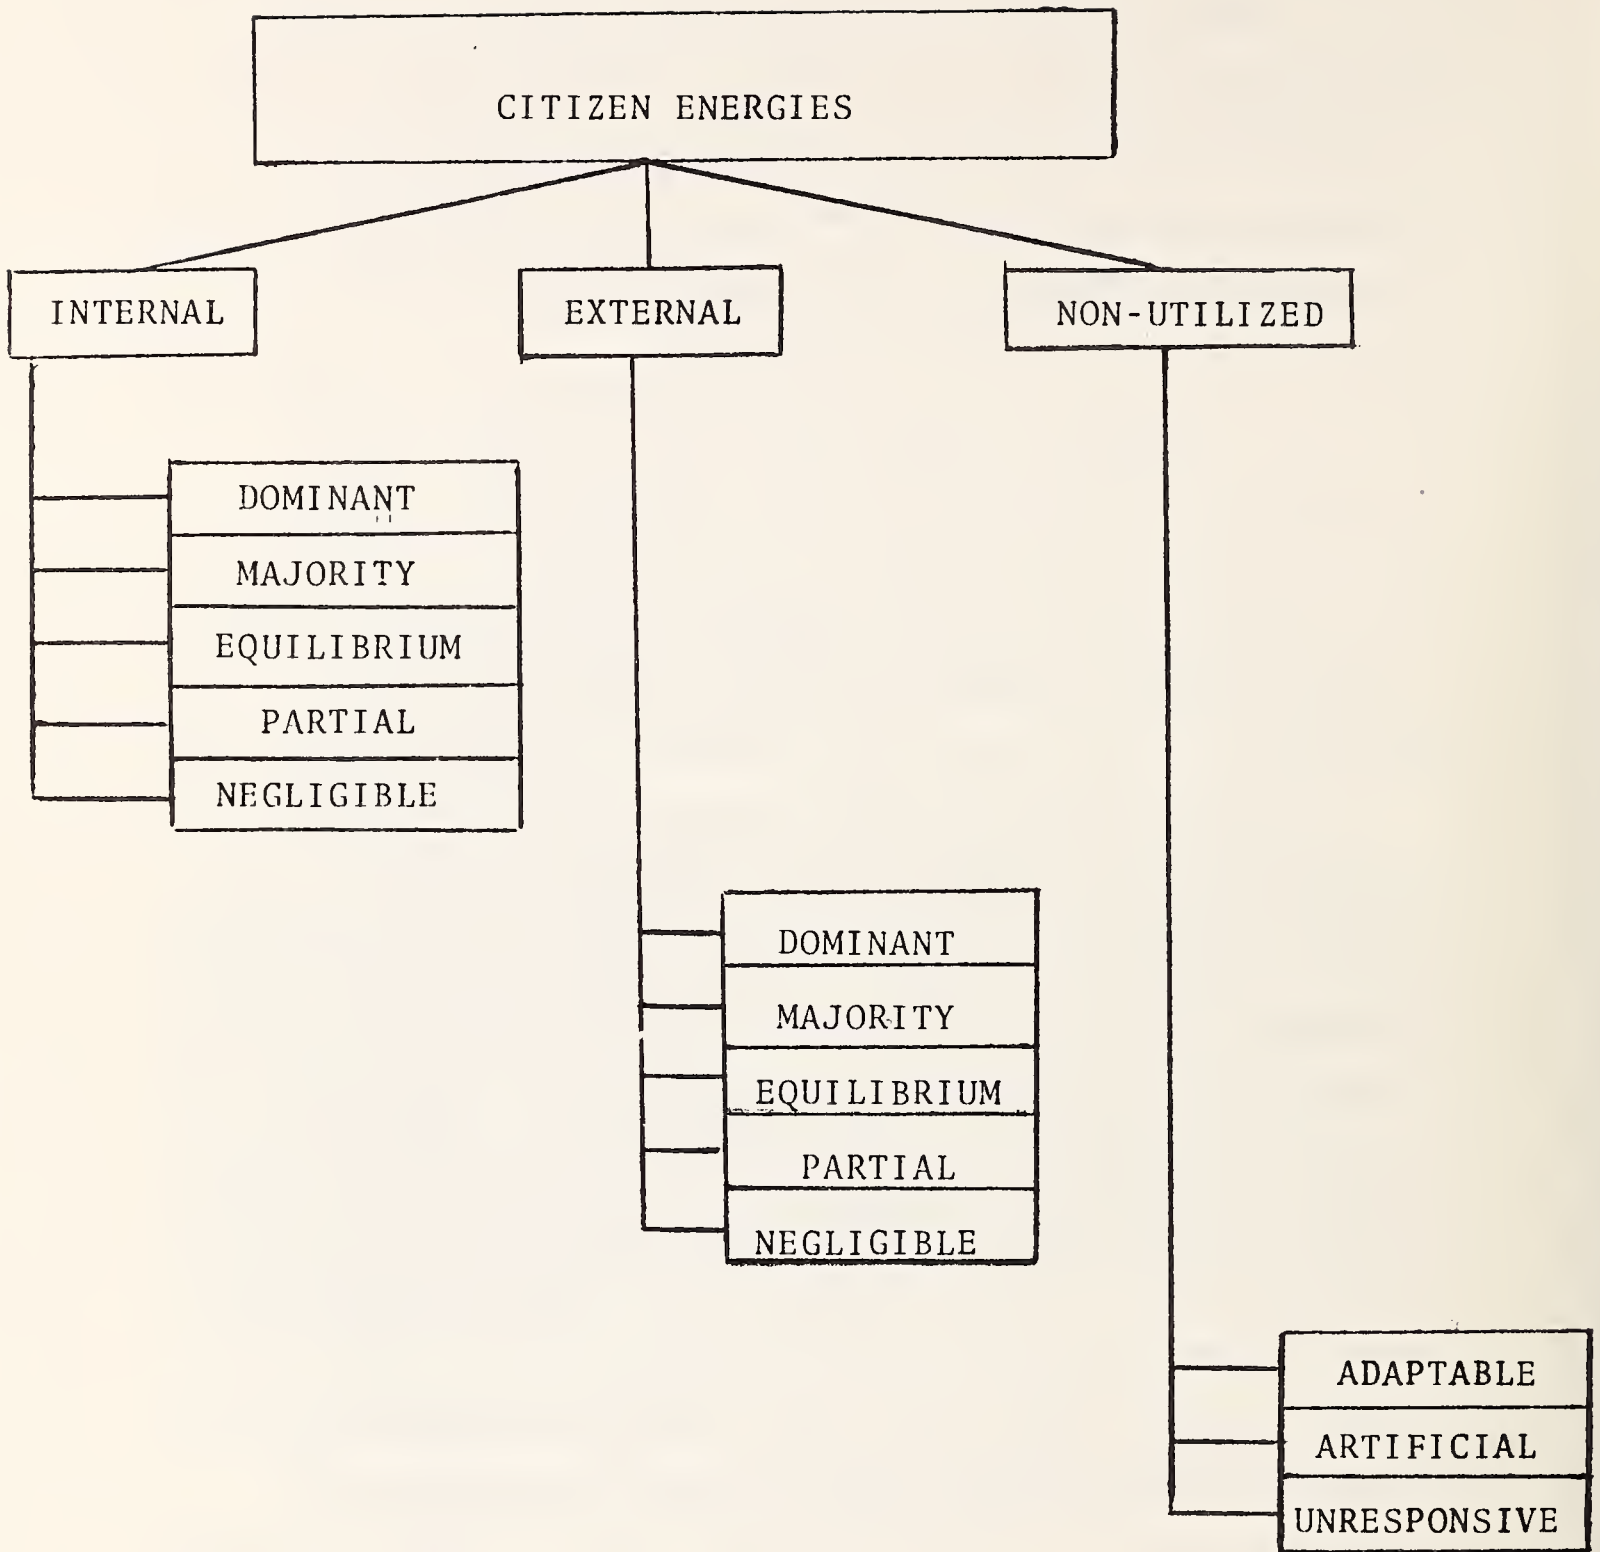 CITIZEN ENERGIES
INTERNAL
EXTERNAL
NON-UTILIZED
DOMINANT
MAJORITY
EQUILIBRIUM
PARTIAL
NEGLIGIBLE
DOMINANT
MAJORITY
EQUILIBRIUM
PARTIAL
NEGLIGIBLE
ADAPTABLE
ARTIFICIAL
UNRESPONSIVE